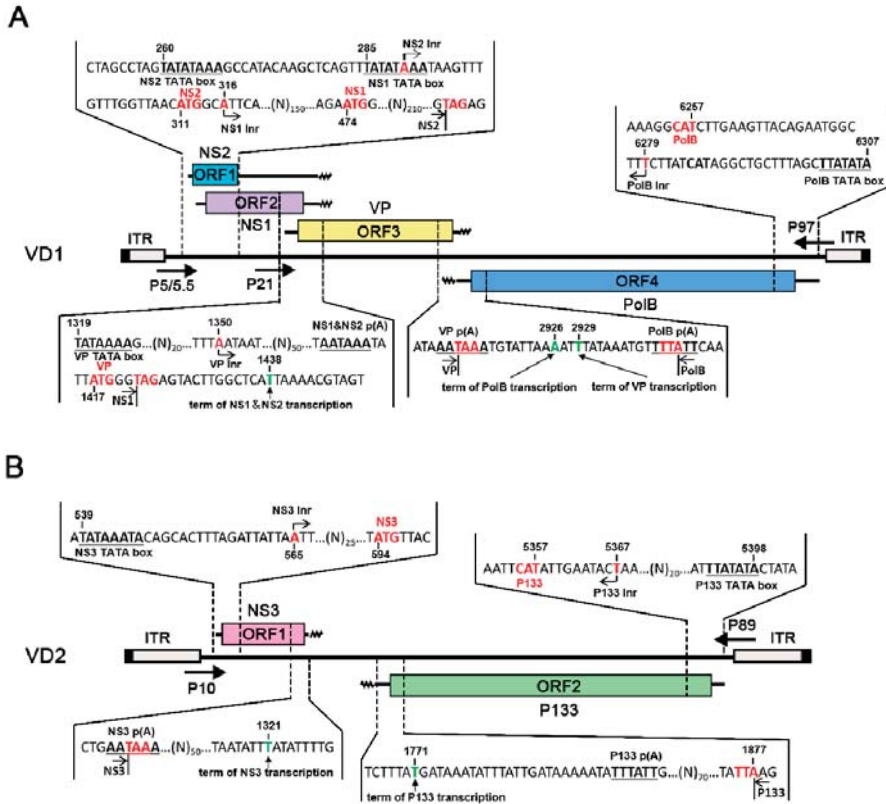 A
260
285
NS2 Inr
CTAGCCTAGTATATAAAGCCATACAAGCTCAGTTTATATAAATAAGTTT
NS2 TATA box
NS1 TATA box
NS2
316
NS1
GTTTGGTTAACATGGCATTCA...(N)150...AGAATGG...(N)210...GTAGAG
311
NS1 Inr
474
NS2
6257
AAAGGCATCTTGAAGTTACAGAATGGC
PolB
6279
6307
TTTCTTATCATAGGCTGCTTTAGCTTATATA
PolB Inr
PolB TATA box
NS2
ORF1
ORF2
NS1
VP
ORF3
P97
ITR
ITR
VD1
P5/5.5
P21
ORF4
PolB
1319
1350
NS1&NS2 p(A)
TATAAAAG...(N)20...TTTAATAAT...(N)50...TAATAAATA
VP TATA box
VP Inr
VP
1438
TTATGGGTAGAGTACTTGGCTCATTAAAACGTAGT
1417
NS1
term of NS1&NS2 transcription
VP p(A)
2926
2929
PolB p(A)
ATAAATAAATGTATTAAAATTTATAAATGTTTTATTCAA
VP
PolB
term of PolB transcription
term of VP transcription
B
539
NS3 Inr
NS3
ATATAAATACAGCACTTTAGATTATTAATT...(N)25...TATGTTAC
NS3 TATA box
565
594
5357
5367
5398
AATTCATATTGAATACTAA...(N)20...ATTTATATACTATA
P133
P133 Inr
P133 TATA box
NS3
ORF1
P89
ITR
ITR
VD2
P10
ORF2
P133
NS3 p(A)
1321
CTGAATAAA...(N)50...TAATATTTATATTTTG
NS3
term of NS3 transcription
1771
P133 p(A)
1877
TCTTTATGATAAATATTTATTGATAAAAATATTTATTG...(N)70...TATTAAG
term of P133 transcription
P133